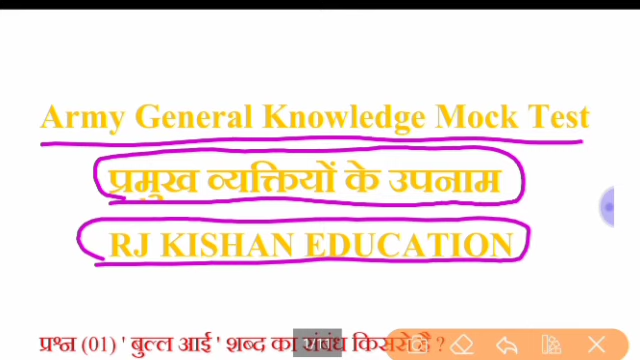 Army General Knowledge Mock Test
प्रमुख व्यक्तियों के उपनाम
RJ KISHAN EDUCATION
प्रश्न (01) ' बुल्ल आई ' शब्द का संबंध किससे है ?